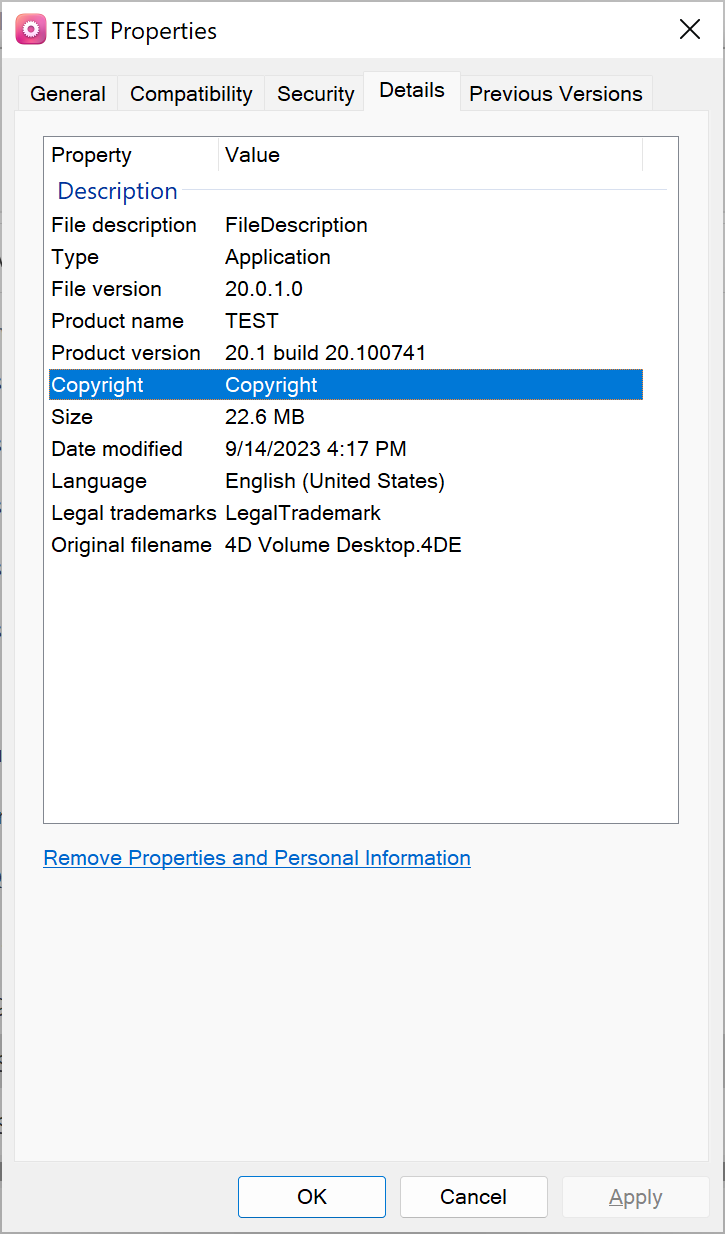 TEST Properties
General Compatibility Security Details Previous Versions
Property Value
Description
File description FileDescription
Type Application
File version 20.0.1.0
Product name TEST
Product version 20.1 build 20.100741
Copyright Copyright
Size 22.6 MB
Date modified 9/14/2023 4:17 PM
Language English (United States)
Legal trademarks LegalTrademark
Original filename 4D Volume Desktop.4DE
Remove Properties and Personal Information
OK Cancel Apply